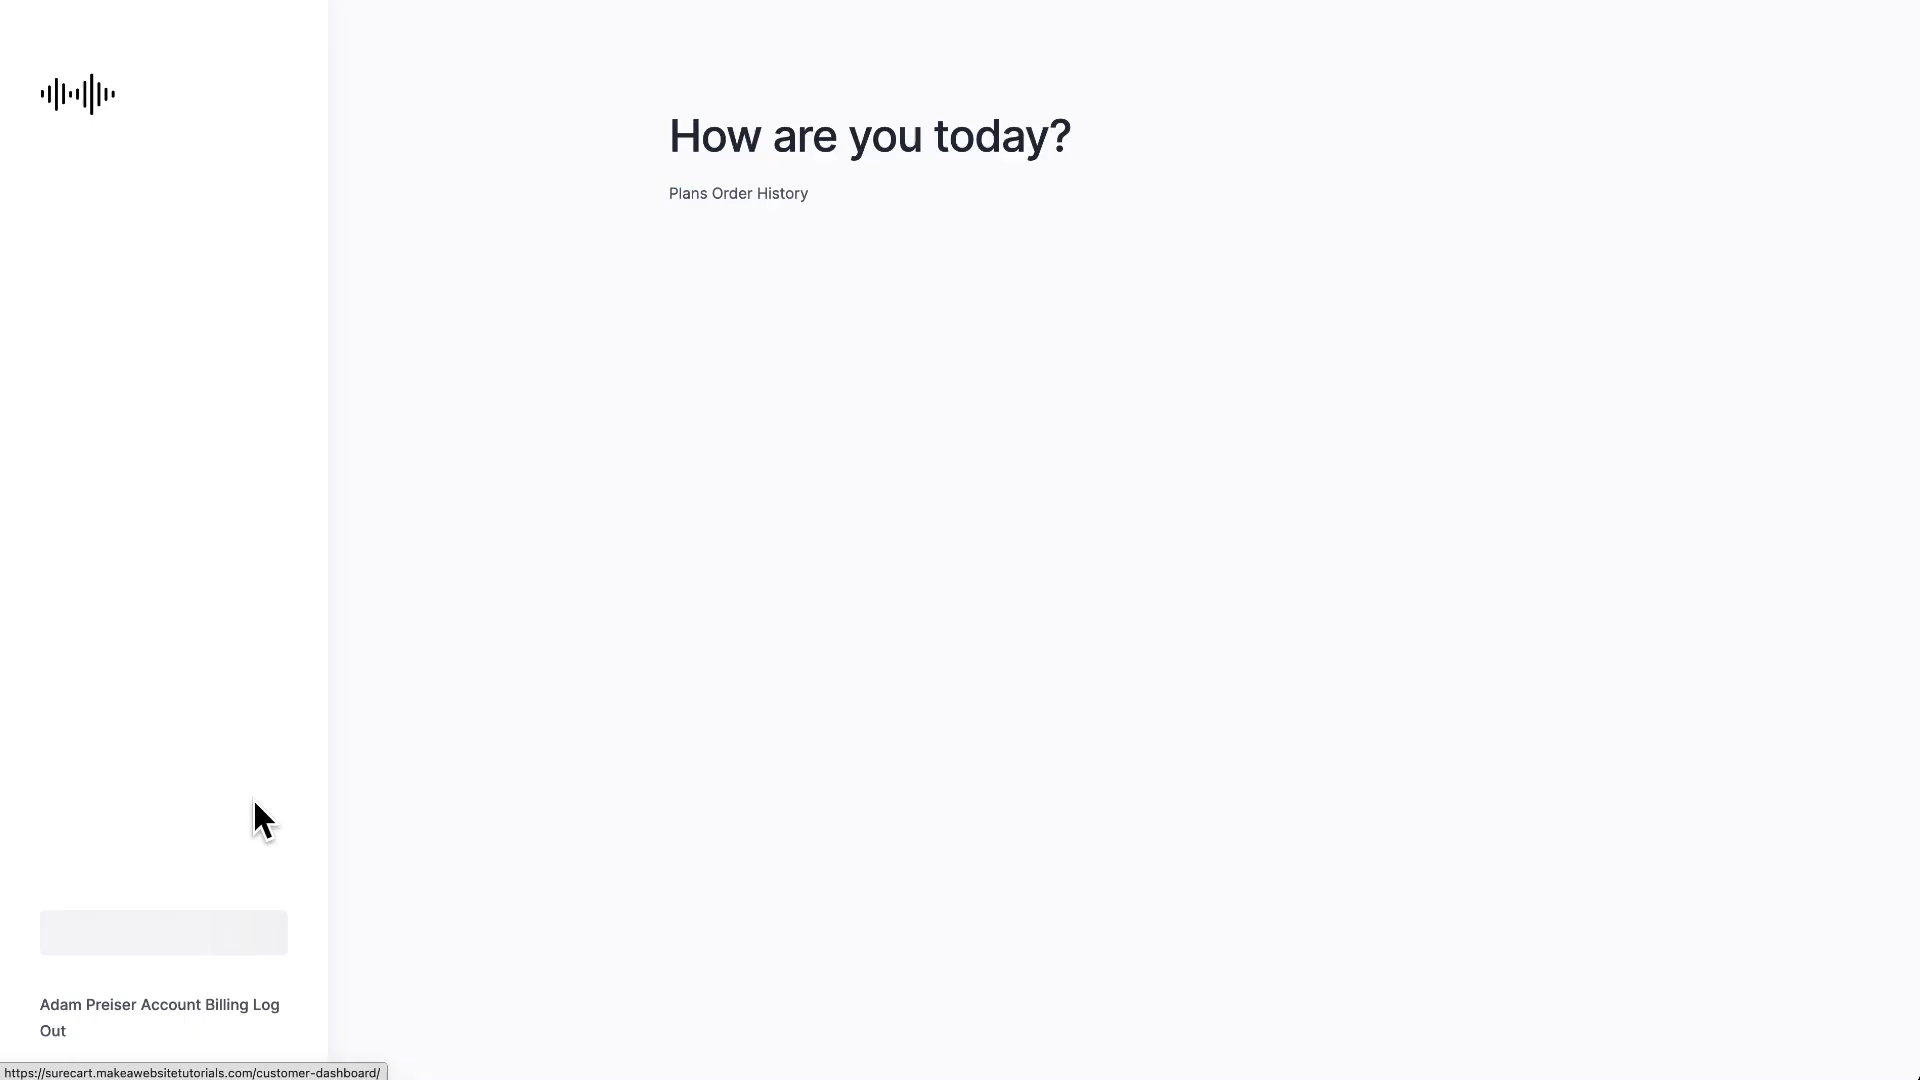 How are you today?
Plans Order History
Adam Preiser Account Billing Log
Out
https://surecart.makeawebsitetutorials.com/customer-dashboard/